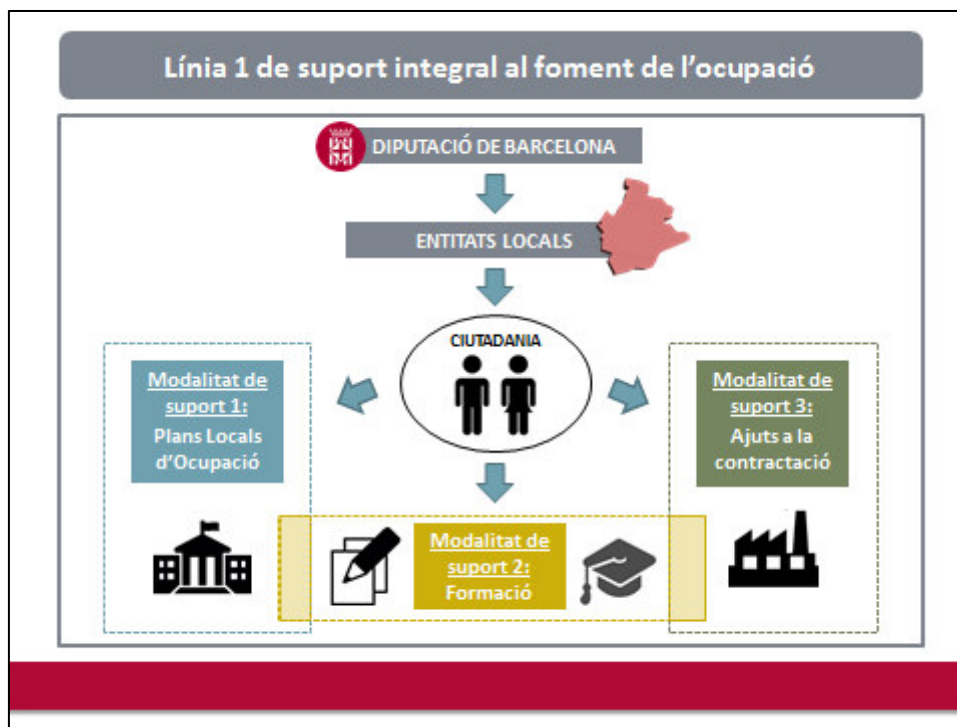 Línia 1 de suport integral al foment de l'ocupació
DIPUTACIÓ DE BARCELONA
ENTITATS LOCALS
CIUTADANIA
Modalitat de
suport 1:
Plans Locals
d'Ocupació
Modalitat de
suport 2:
Formació
Modalitat de
suport 3:
Ajuts a la
contractació